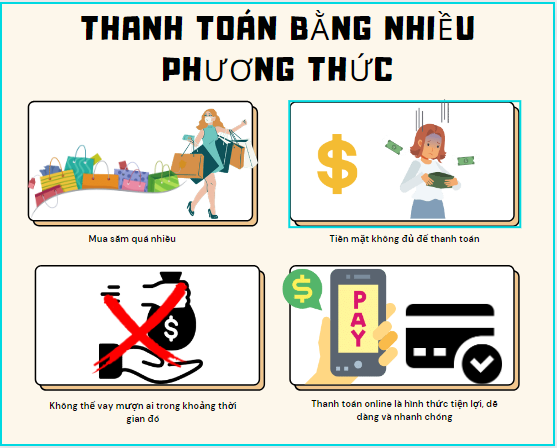 THANH TOÁN BẰNG NHIỀU
PHƯƠNG THỨC
Mua sắm quá nhiều
$
Tiền mặt không đủ để thanh toán
$
Không thể vay mượn ai trong khoảng thời
gian đó
$
PAY
Thanh toán online là hình thức tiện lợi, dễ
dàng và nhanh chóng